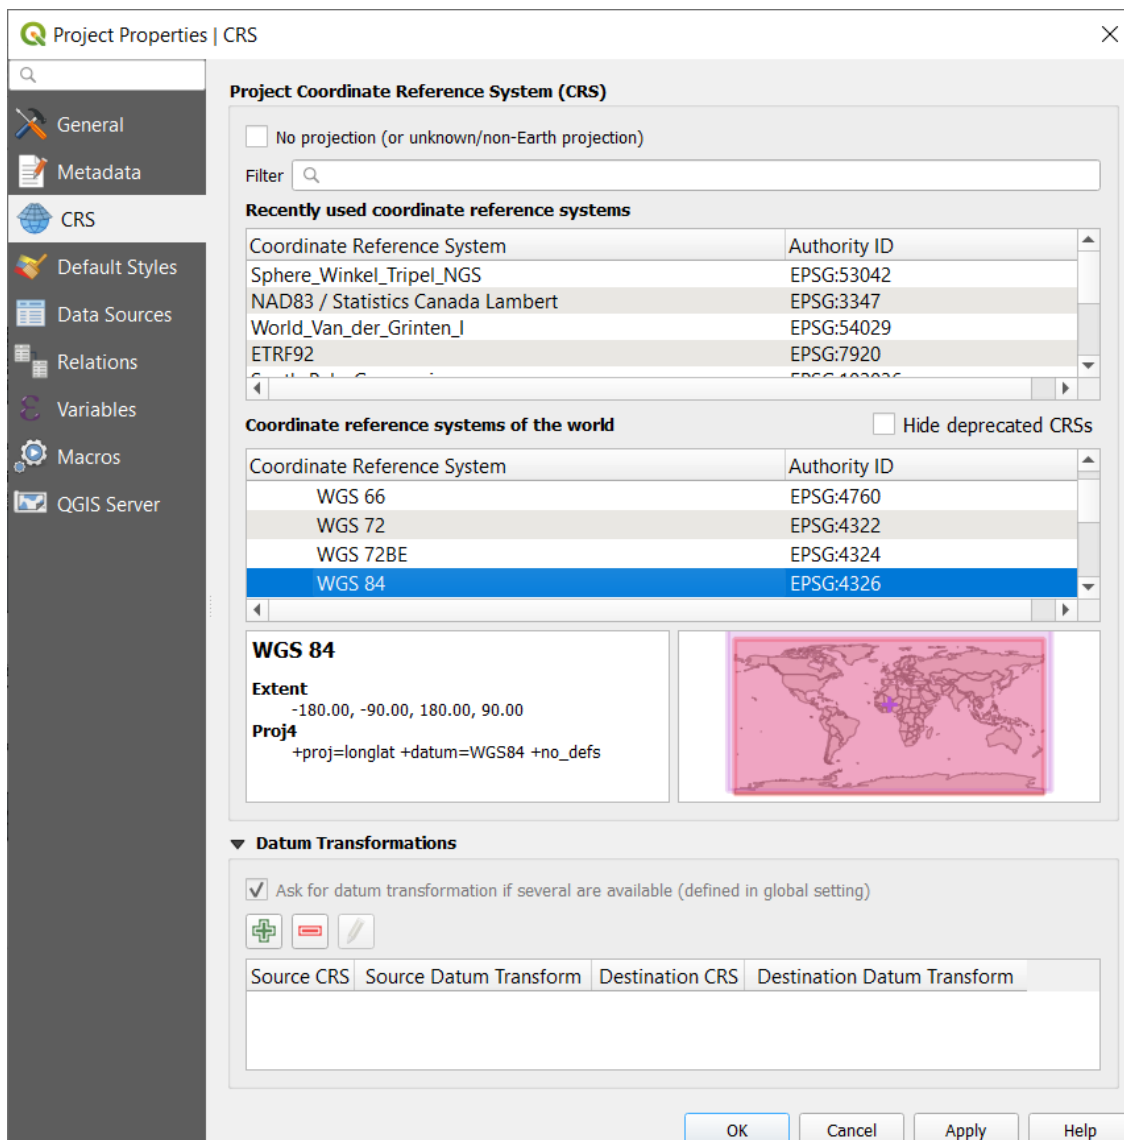 Project Properties | CRS
General
Metadata
CRS
Default Styles
Data Sources
Relations
Variables
Macros
QGIS Server
Project Coordinate Reference System (CRS)
No projection (or unknown/non-Earth projection)
Filter
Recently used coordinate reference systems
Coordinate Reference System Authority ID
Sphere_Winkel_Tripel_NGS EPSG:53042
NAD83 / Statistics Canada Lambert EPSG:3347
World_Van_der_Grinten_I EPSG:54029
ETRF92 EPSG:7920
Coordinate reference systems of the world Hide deprecated CRSs
Coordinate Reference System Authority ID
WGS 66 EPSG:4760
WGS 72 EPSG:4322
WGS 72BE EPSG:4324
WGS 84 EPSG:4326
WGS 84
Extent
-180.00, -90.00, 180.00, 90.00
Proj4
+proj=longlat +datum=WGS84 +no_defs
Datum Transformations
Ask for datum transformation if several are available (defined in global setting)
Source CRS Source Datum Transform Destination CRS Destination Datum Transform
OK Cancel Apply Help